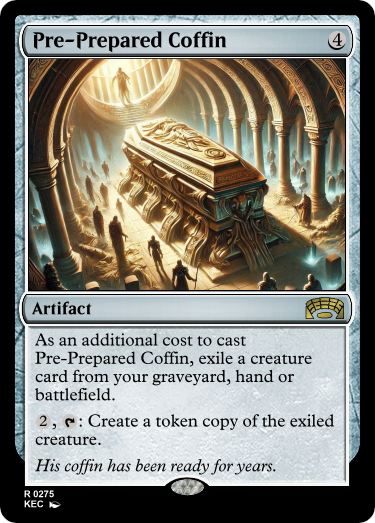 Pre-Prepared Coffin 4
Artifact
As an additional cost to cast
Pre-Prepared Coffin, exile a creature
card from your graveyard, hand or
battlefield.
2, : Create a token copy of the exiled
creature.
His coffin has been ready for years.
R 0275
KEC